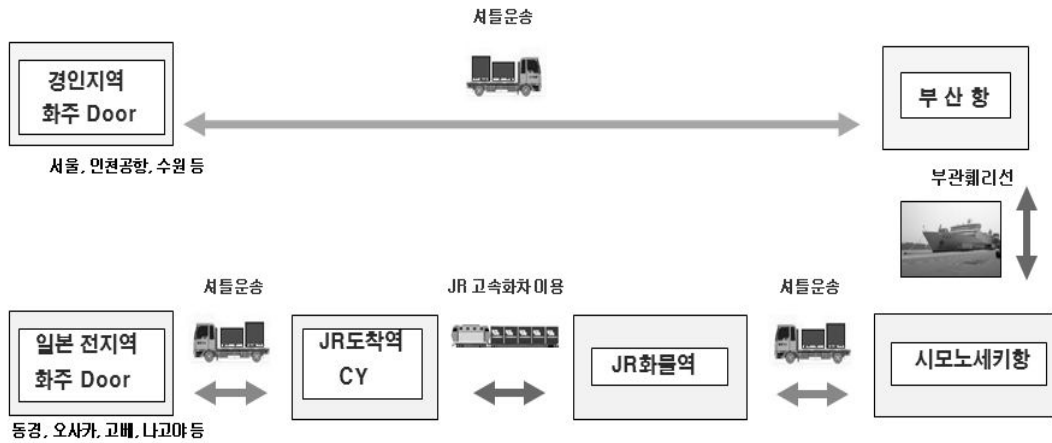 셔틀운송
경인지역
화주 Door
부 산 항
서울, 인천공항, 수원 등
부관훼리선
셔틀운송
JR 고속화차 이용
셔틀운송
일본 전지역
화주 Door
JR도착역
CY
JR화물역
시모노세키항
동경, 오사카, 고베, 나고야 등